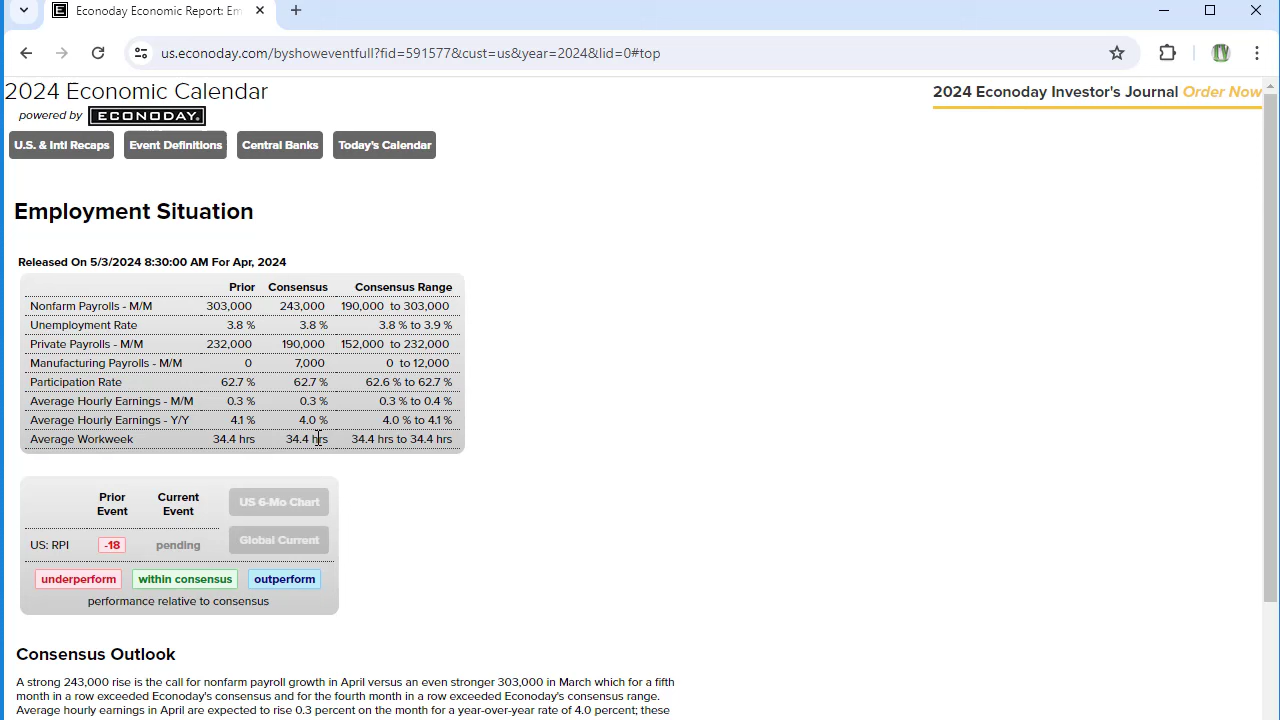 Econoday Economic Report: Em
us.econoday.com/byshoweventfull?fid=591577&cust=us&year=2024&lid=0#top
2024 Economic Calendar
powered by ECONODAY.
2024 Econoday Investor's Journal Order Now
U.S. & Intl Recaps Event Definitions Central Banks Today's Calendar
Employment Situation
Released On 5/3/2024 8:30:00 AM For Apr, 2024
Prior Consensus Consensus Range
Nonfarm Payrolls - M/M 303,000 243,000 190,000 to 303,000
Unemployment Rate 3.8 % 3.8 % 3.8 % to 3.9 %
Private Payrolls - M/M 232,000 190,000 152,000 to 232,000
Manufacturing Payrolls - M/M 0 7,000 0 to 12,000
Participation Rate 62.7 % 62.7 % 62.6 % to 62.7 %
Average Hourly Earnings - M/M 0.3 % 0.3 % 0.3 % to 0.4 %
Average Hourly Earnings - Y/Y 4.1 % 4.0 % 4.0 % to 4.1 %
Average Workweek 34.4 hrs 34.4 hrs 34.4 hrs to 34.4 hrs
Prior Event Current Event US 6-Mo Chart
Global Current
US: RPI -18 pending
underperform within consensus outperform
performance relative to consensus
Consensus Outlook
A strong 243,000 rise is the call for nonfarm payroll growth in April versus an even stronger 303,000 in March which for a fifth
month in a row exceeded Econoday's consensus and for the fourth month in a row exceeded Econoday's consensus range.
Average hourly earnings in April are expected to rise 0.3 percent on the month for a year-over-year rate of 4.0 percent; these